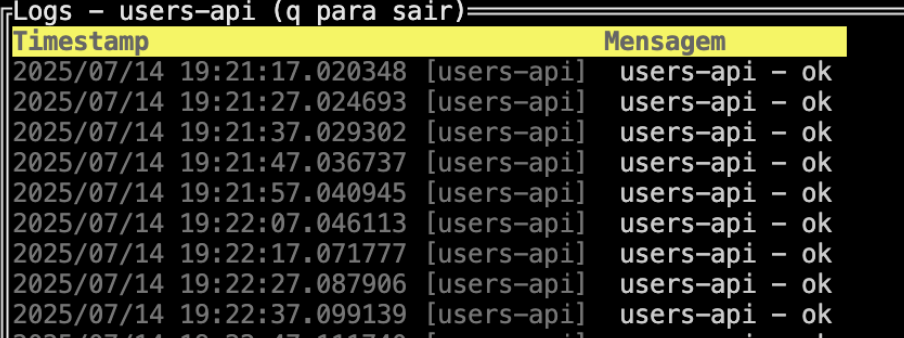 Logs - users-api (q para sair)
Timestamp Mensagem
2025/07/14 19:21:17.020348 [users-api] users-api - ok
2025/07/14 19:21:27.024693 [users-api] users-api - ok
2025/07/14 19:21:37.029302 [users-api] users-api - ok
2025/07/14 19:21:47.036737 [users-api] users-api - ok
2025/07/14 19:21:57.040945 [users-api] users-api - ok
2025/07/14 19:22:07.046113 [users-api] users-api - ok
2025/07/14 19:22:17.071777 [users-api] users-api - ok
2025/07/14 19:22:27.087906 [users-api] users-api - ok
2025/07/14 19:22:37.099139 [users-api] users-api - ok